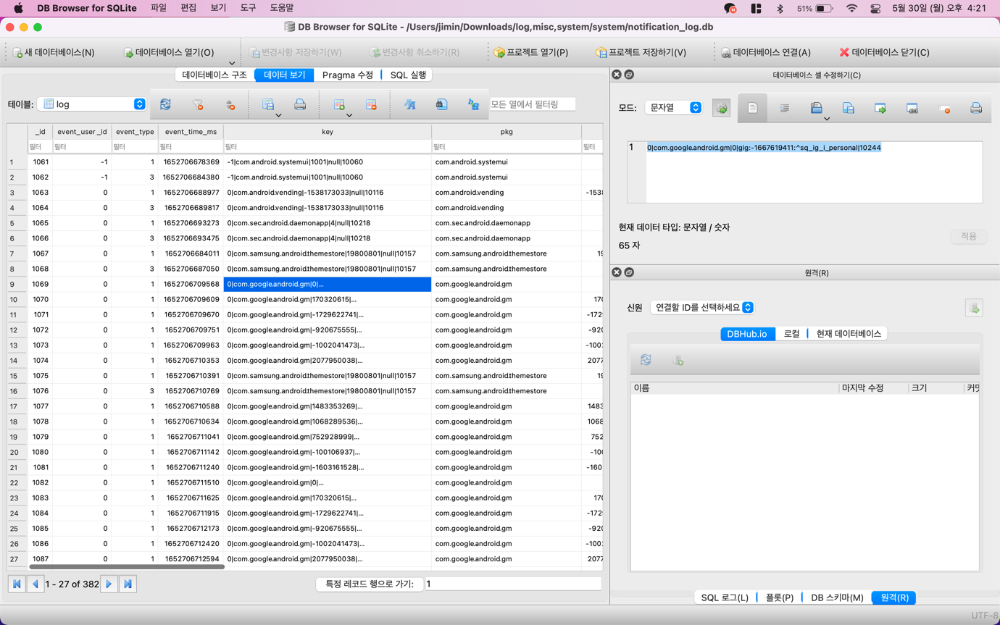 DB Browser for SQLite 파일 편집 보기 도구 도움말 51% 5월 30일 (월) 오후 4:21
DB Browser for SQLite - /Users/jimin/Downloads/log,misc,system/system/notification_log.db
새 데이터베이스(N) 데이터베이스 열기(O) 변경사항 저장하기(W) 변경사항 취소하기(R) 프로젝트 열기(P) 프로젝트 저장하기(V) 데이터베이스 연결(A) 데이터베이스 닫기(C)
데이터베이스 구조 데이터 보기 Pragma 수정 SQL 실행
테이블: log 모든 열에서 필터링
_id event_user_id event_type event_time_ms key pkg
필터 필터 필터 필터 필터 필터 필터
1 1061 -1 1 1652706678369 -1|com.android.systemui|1001|null|10060 com.android.systemui
2 1062 -1 3 1652706684380 -1|com.android.systemui|1001|null|10060 com.android.systemui
3 1063 0 1 1652706688977 0|com.android.vending|-1538173033|null|10116 com.android.vending -1538
4 1064 0 3 1652706689817 0|com.android.vending|-1538173033|null|10116 com.android.vending
5 1065 0 1 1652706693273 0|com.sec.android.daemonapp|4|null|10218 com.sec.android.daemonapp
6 1066 0 3 1652706693475 0|com.sec.android.daemonapp|4|null|10218 com.sec.android.daemonapp
7 1067 0 1 1652706684011 0|com.samsung.android.themestore|19800801|null|10157 com.samsung.android.themestore 19
8 1068 0 3 1652706687050 0|com.samsung.android.themestore|19800801|null|10157 com.samsung.android.themestore
9 1069 0 1 1652706709568 0|com.google.android.gm|0|... com.google.android.gm
10 1070 0 1 1652706709609 0|com.google.android.gm|170320615|... com.google.android.gm 170
11 1071 0 1 1652706709670 0|com.google.android.gm|-1729622741|... com.google.android.gm -172
12 1072 0 1 1652706709751 0|com.google.android.gm|-920675555|... com.google.android.gm -920
13 1073 0 1 1652706709963 0|com.google.android.gm|-1002041473|... com.google.android.gm -100
14 1074 0 1 1652706710353 0|com.google.android.gm|2077950038|... com.google.android.gm 2077
15 1075 0 1 1652706710391 0|com.samsung.android.themestore|19800801|null|10157 com.samsung.android.themestore 19
16 1076 0 3 1652706710769 0|com.samsung.android.themestore|19800801|null|10157 com.samsung.android.themestore
17 1077 0 1 1652706710588 0|com.google.android.gm|1483353269|... com.google.android.gm 1483
18 1078 0 1 1652706710634 0|com.google.android.gm|1068289536|... com.google.android.gm 1068
19 1079 0 1 1652706711041 0|com.google.android.gm|752928999|... com.google.android.gm 752
20 1080 0 1 1652706711142 0|com.google.android.gm|-100106937|... com.google.android.gm -100
21 1081 0 1 1652706711240 0|com.google.android.gm|-1603161528|... com.google.android.gm -160
22 1082 0 1 1652706711510 0|com.google.android.gm|0|... com.google.android.gm
23 1083 0 1 1652706711625 0|com.google.android.gm|170320615|... com.google.android.gm 170
24 1084 0 1 1652706711915 0|com.google.android.gm|-1729622741|... com.google.android.gm -172
25 1085 0 1 1652706712173 0|com.google.android.gm|-920675555|... com.google.android.gm -920
26 1086 0 1 1652706712420 0|com.google.android.gm|-1002041473|... com.google.android.gm -100
27 1087 0 1 1652706712594 0|com.google.android.gm|2077950038|... com.google.android.gm 2077
1 - 27 of 382 특정 레코드 행으로 가기: 1
데이터베이스 셀 수정하기(C)
모드: 문자열
1 0|com.google.android.gm|0|gig:-1667619411:^sq_ig_i_personal|10244
현재 데이터 타입: 문자열 / 숫자
65 자
적용
원격(R)
신원 연결할 ID를 선택하세요
DBHub.io 로컬 현재 데이터베이스
이름 마지막 수정 크기 커밋
SQL 로그(L) 플롯(P) DB 스키마(M) 원격(R)
UTF-8